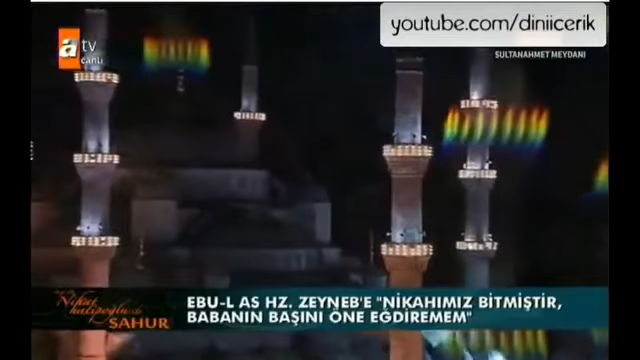 youtube.com/diniicerik
atv
canlı
SULTANAHMET MEYDANI
EBU-L AS HZ. ZEYNEB'E "NİKAHIMIZ BİTMİŞTİR,
BABANIN BAŞINI ÖNE EĞDİREMEM"
Nihat
hatipoğlu ile
SAHUR